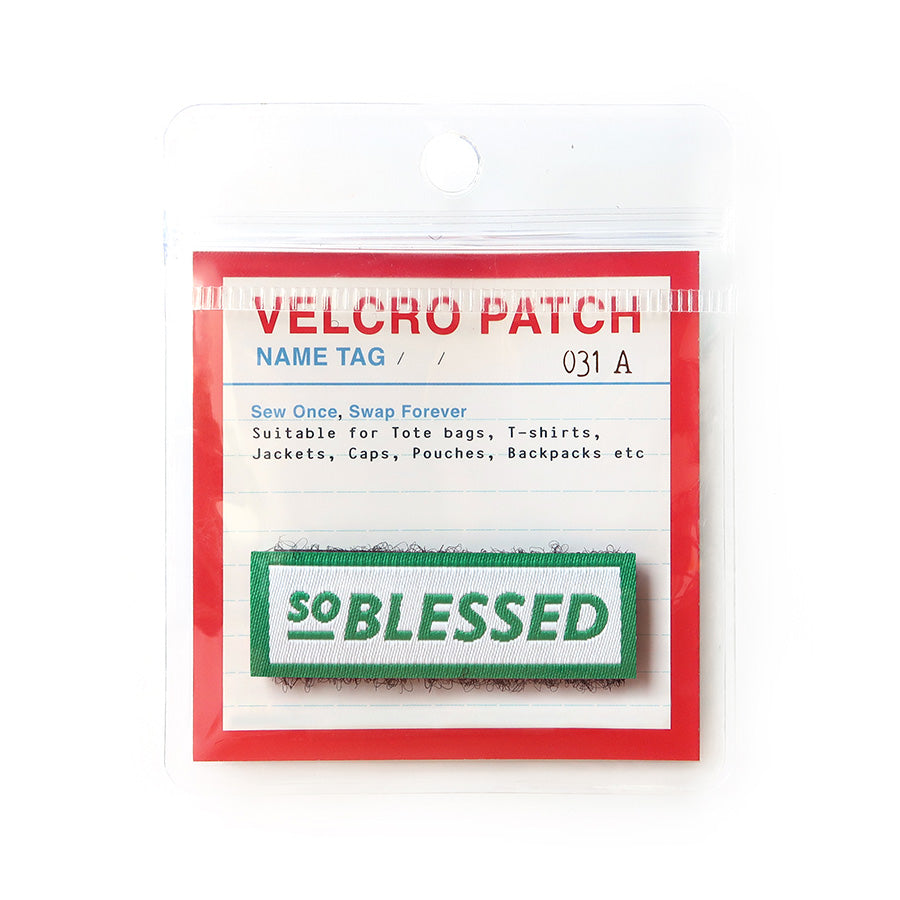 VELCRO PATCH
NAME TAG / / 031 A
Sew Once, Swap Forever
Suitable for Tote bags, T-shirts,
Jackets, Caps, Pouches, Backpacks etc
SO BLESSED